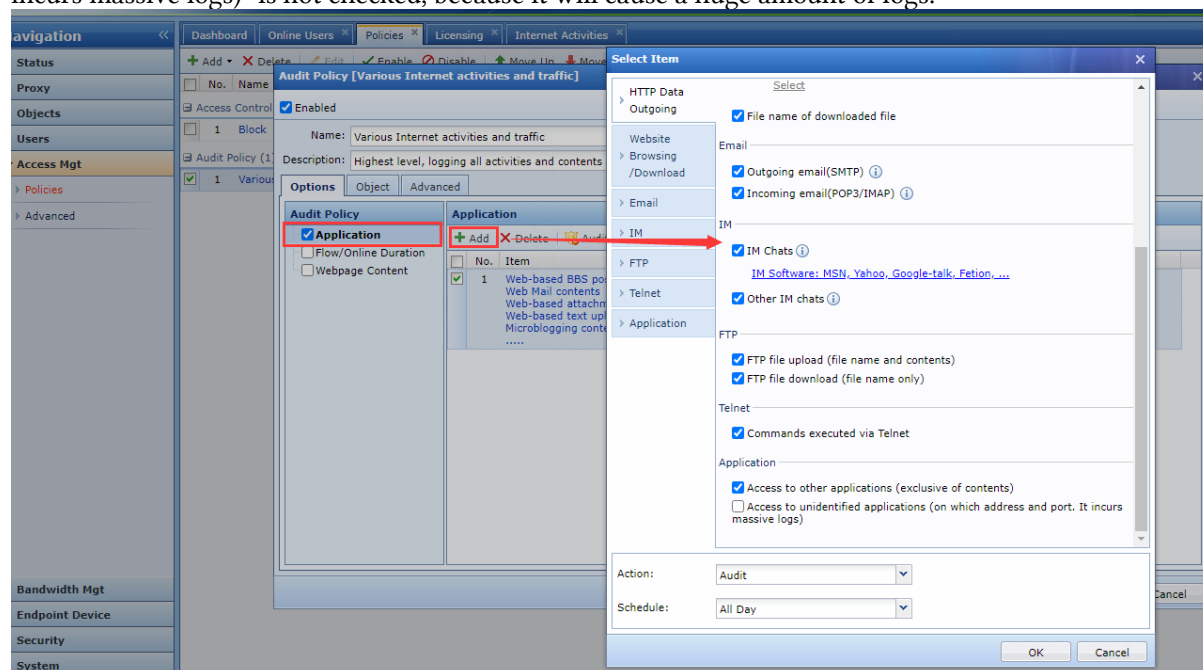 incurs massive logs)" is not checked, because it will cause a huge amount of logs.
avigation
Dashboard Online Users Policies Licensing Internet Activities
Status
Proxy
Objects
Users
Access Mgt
Policies
Advanced
Bandwidth Mgt
Endpoint Device
Security
System
Add Delete Edit Enable Disable Move Up Move
No. Name
Access Control
1 Block
Audit Policy (1
1 Various
Audit Policy [Various Internet activities and traffic]
Enabled
Name: Various Internet activities and traffic
Description: Highest level, logging all activities and contents
Options Object Advanced
Audit Policy
Application
Flow/Online Duration
Webpage Content
Application
Add Delete Audi
No. Item
1 Web-based BBS po
Web Mail contents
Web-based attachm
Web-based text upl
Microblogging conte
.....
Cancel
Select Item
HTTP Data
Outgoing
Website
Browsing
/Download
Email
IM
FTP
Telnet
Application
Select
File name of downloaded file
Email
Outgoing email(SMTP)
Incoming email(POP3/IMAP)
IM
IM Chats
IM Software: MSN, Yahoo, Google-talk, Fetion, ...
Other IM chats
FTP
FTP file upload (file name and contents)
FTP file download (file name only)
Telnet
Commands executed via Telnet
Application
Access to other applications (exclusive of contents)
Access to unidentified applications (on which address and port. It incurs
massive logs)
Action: Audit
Schedule: All Day
OK Cancel